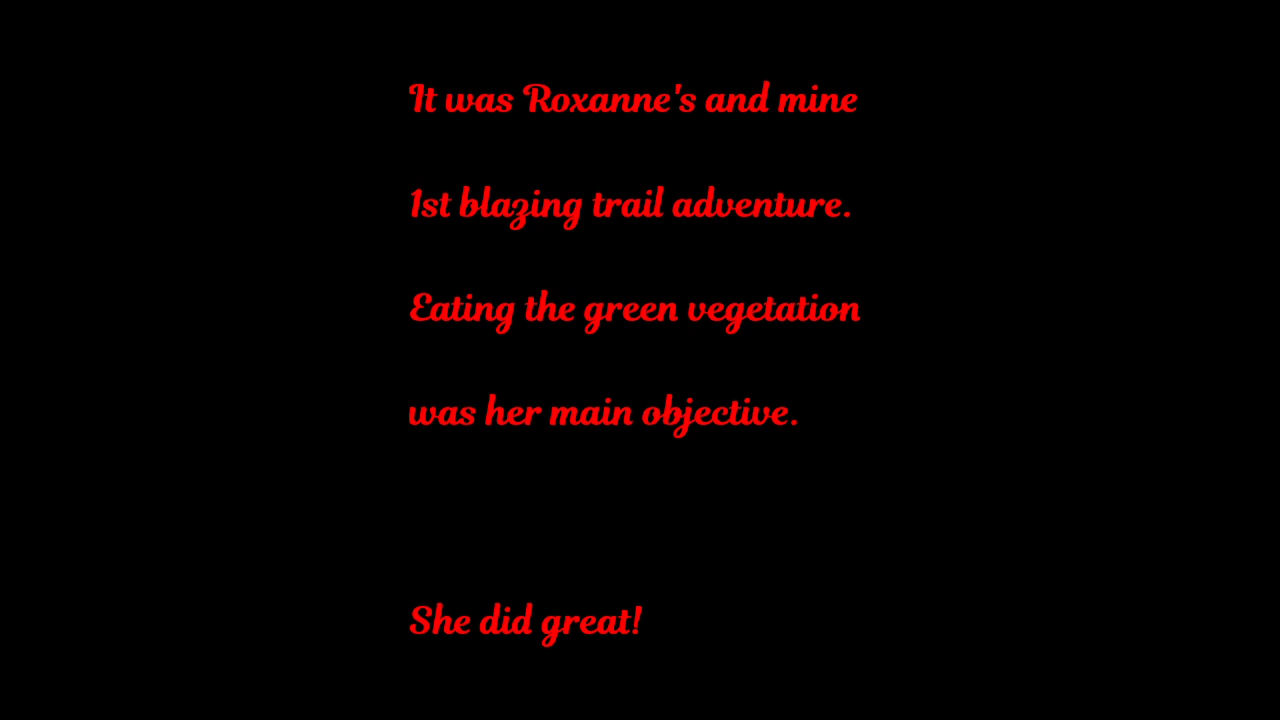 It was Roxanne's and mine
1st blazing trail adventure.
Eating the green vegetation
was her main objective.
She did great!